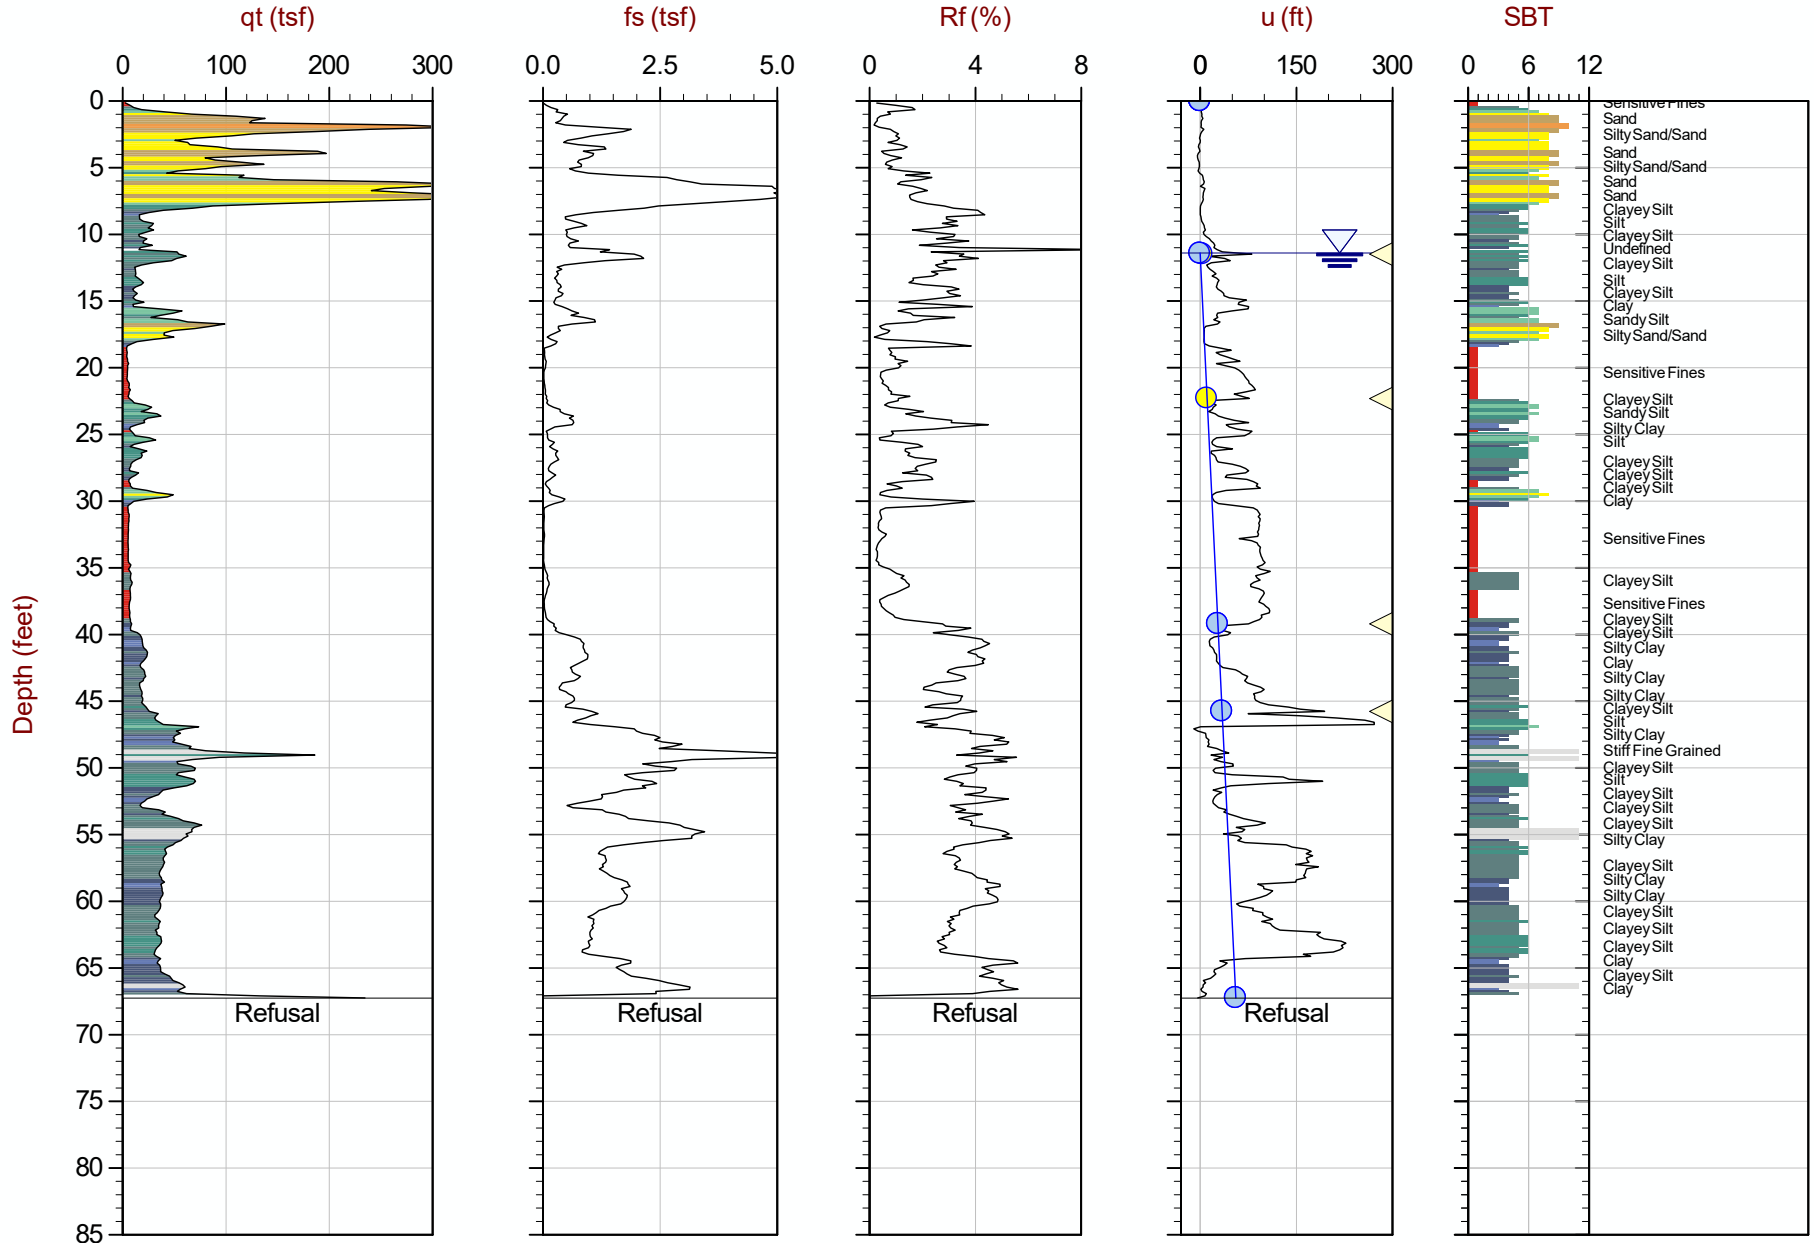 qt (tsf)
fs (tsf)
Rf (%)
u (ft)
SBT
0 100 200 300
0.0 2.5 5.0
0 4 8
0 150 300
0 6 12
Depth (feet)
0
5
10
15
20
25
30
35
40
45
50
55
60
65
70
75
80
85
Sensitive Fines
Sand
Silty Sand/Sand
Sand
Silty Sand/Sand
Sand
Sand
Clayey Silt
Silt
Clayey Silt
Undefined
Clayey Silt
Silt
Clayey Silt
Clay
Sandy Silt
Silty Sand/Sand
Sensitive Fines
Clayey Silt
Sandy Silt
Silty Clay
Silt
Clayey Silt
Clayey Silt
Clayey Silt
Clay
Sensitive Fines
Clayey Silt
Sensitive Fines
Clayey Silt
Clayey Silt
Silty Clay
Clay
Silty Clay
Silty Clay
Clayey Silt
Silt
Silty Clay
Stiff Fine Grained
Clayey Silt
Silt
Clayey Silt
Clayey Silt
Clayey Silt
Silty Clay
Clayey Silt
Silty Clay
Silty Clay
Clayey Silt
Clayey Silt
Clayey Silt
Clay
Clayey Silt
Clay
Refusal
Refusal
Refusal
Refusal